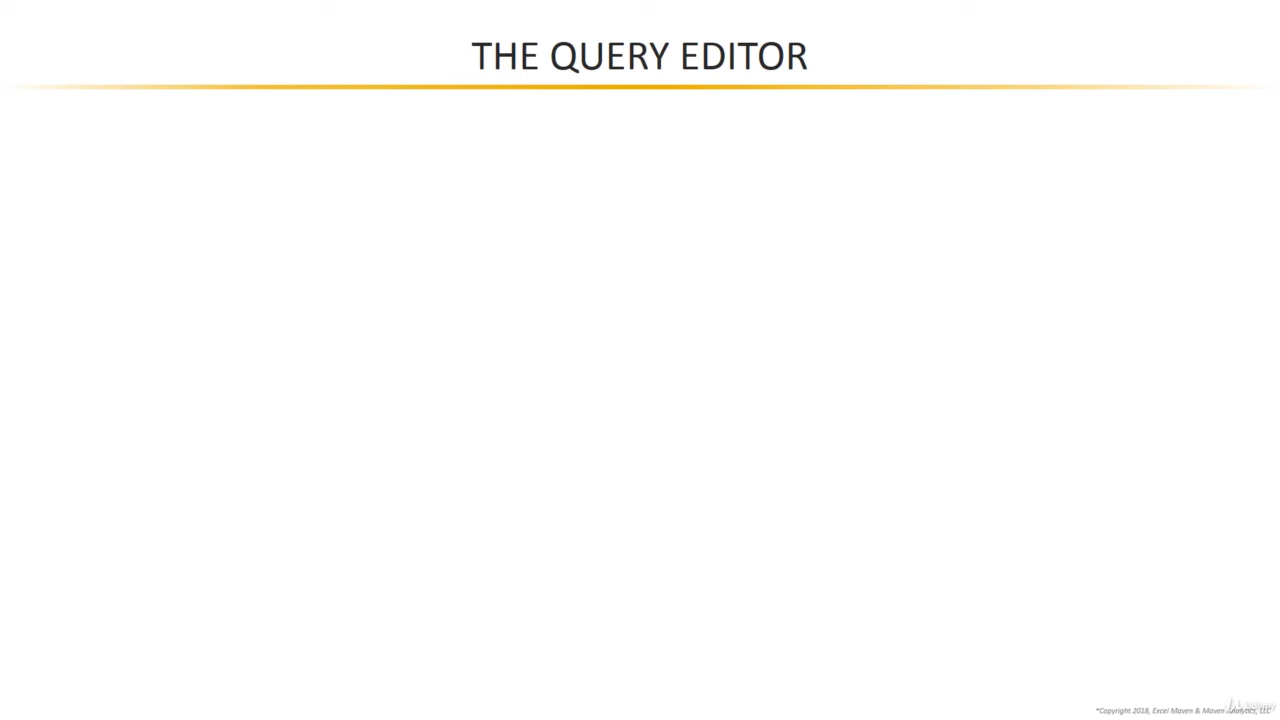 THE QUERY EDITOR
*Copyright 2018, Excel Maven & Maven Analytics, LLC